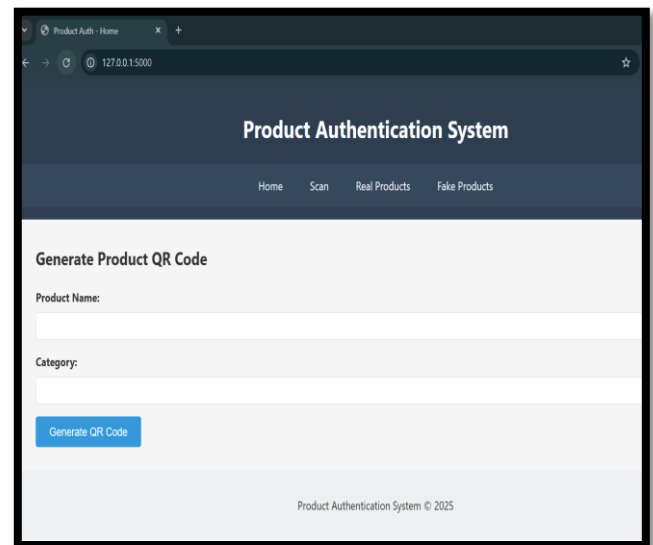 Product Auth - Home
127.0.0.1:5000
Product Authentication System
Home Scan Real Products Fake Products
Generate Product QR Code
Product Name:
Category:
Generate QR Code
Product Authentication System © 2025